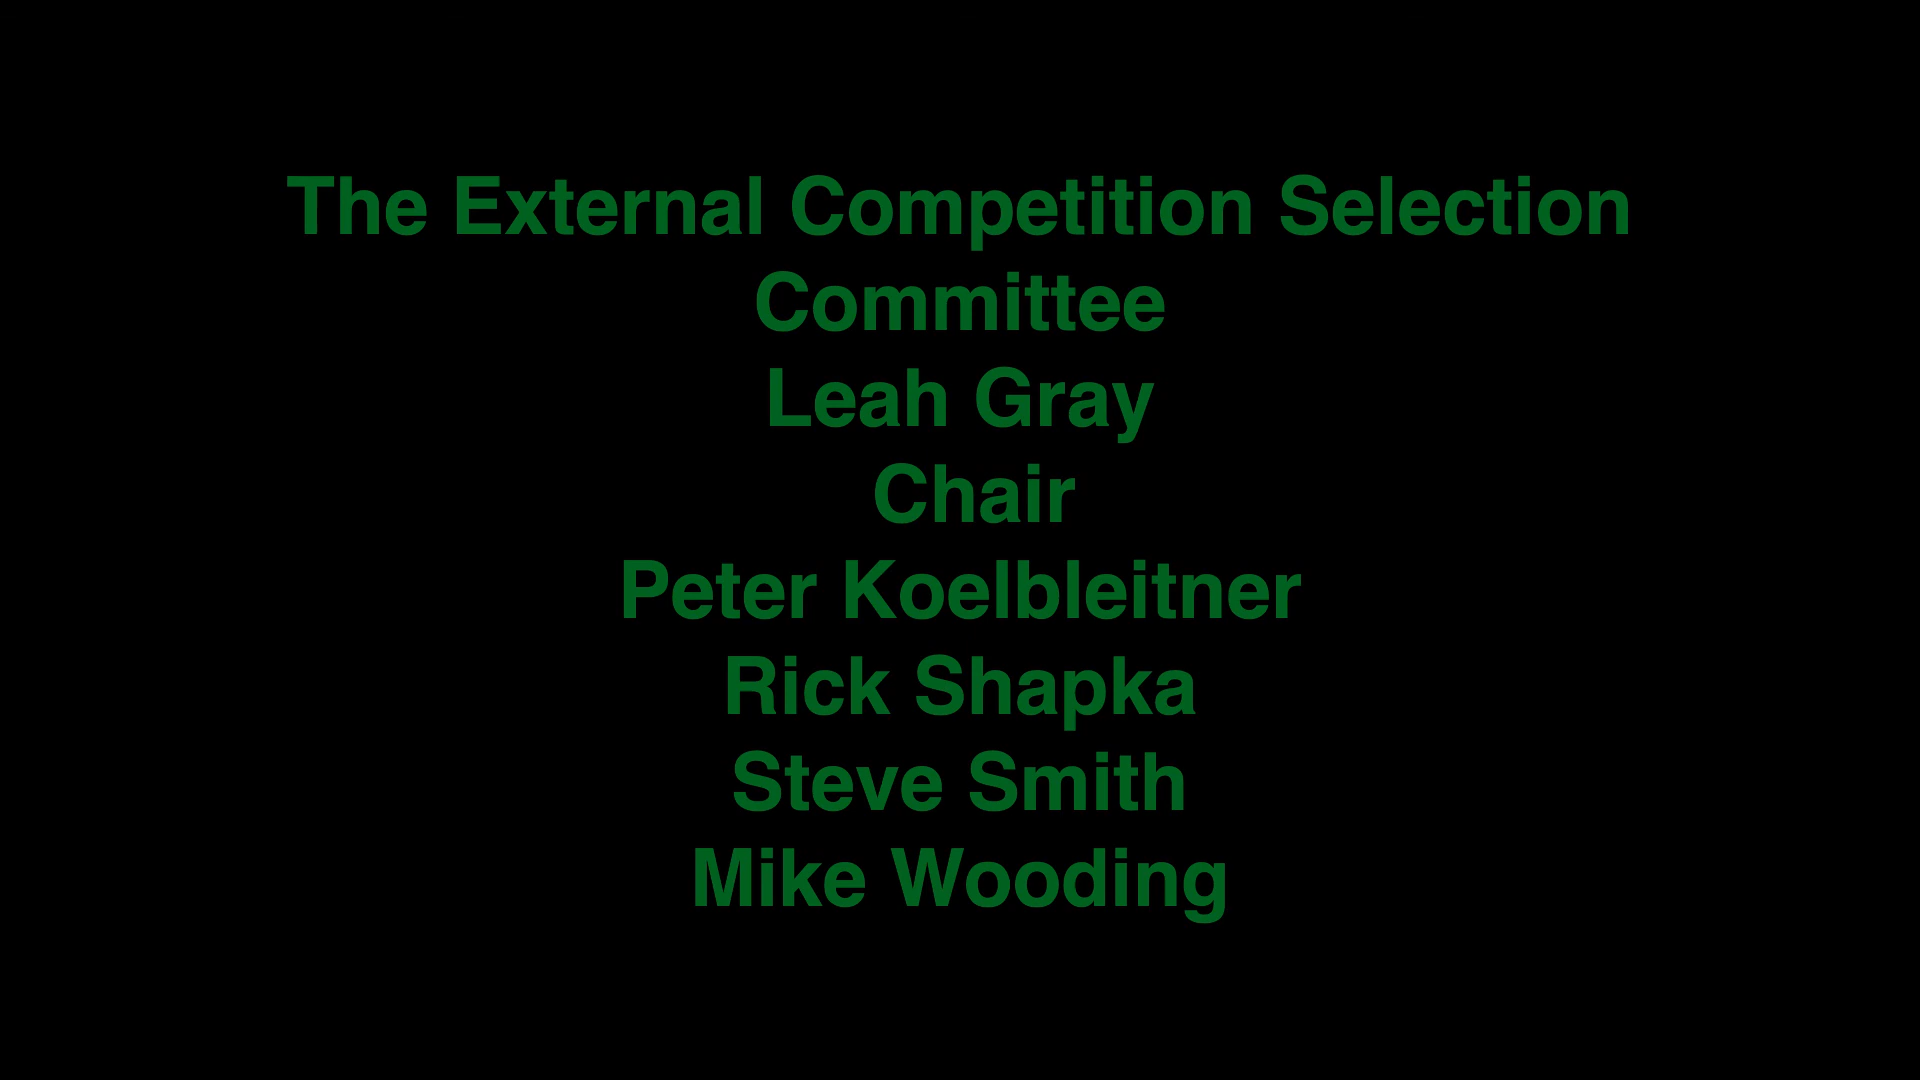 The External Competition Selection
Committee
Leah Gray
Chair
Peter Koelbleitner
Rick Shapka
Steve Smith
Mike Wooding